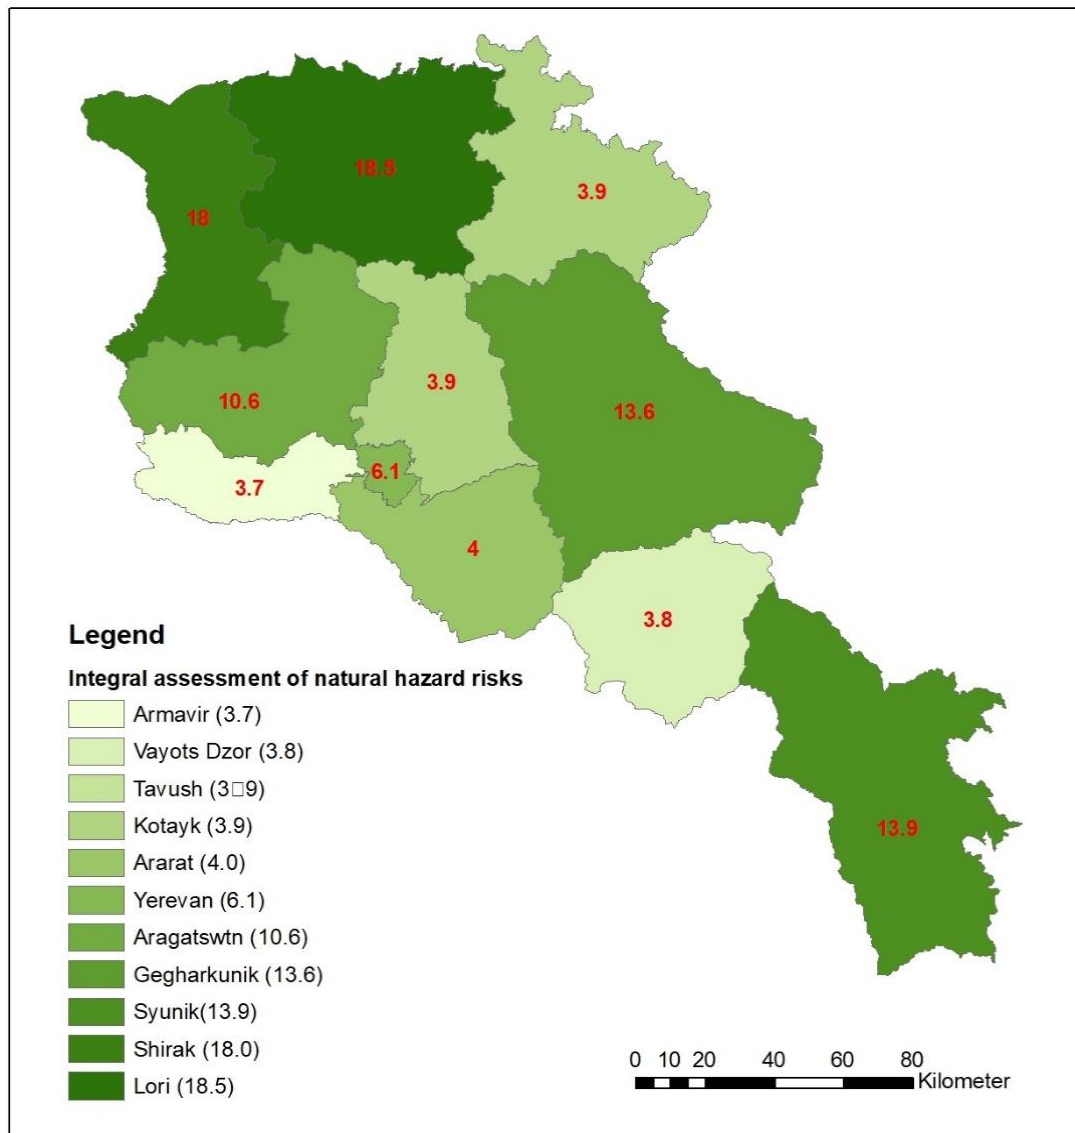 18.5
3.9
18
3.9
10.6
13.6
6.1
3.7
4
3.8
13.9
Legend
Integral assessment of natural hazard risks
Armavir (3.7)
Vayots Dzor (3.8)
Tavush (3□9)
Kotayk (3.9)
Ararat (4.0)
Yerevan (6.1)
Aragatswtn (10.6)
Gegharkunik (13.6)
Syunik(13.9)
Shirak (18.0)
Lori (18.5)
0 10 20 40 60 80
Kilometer